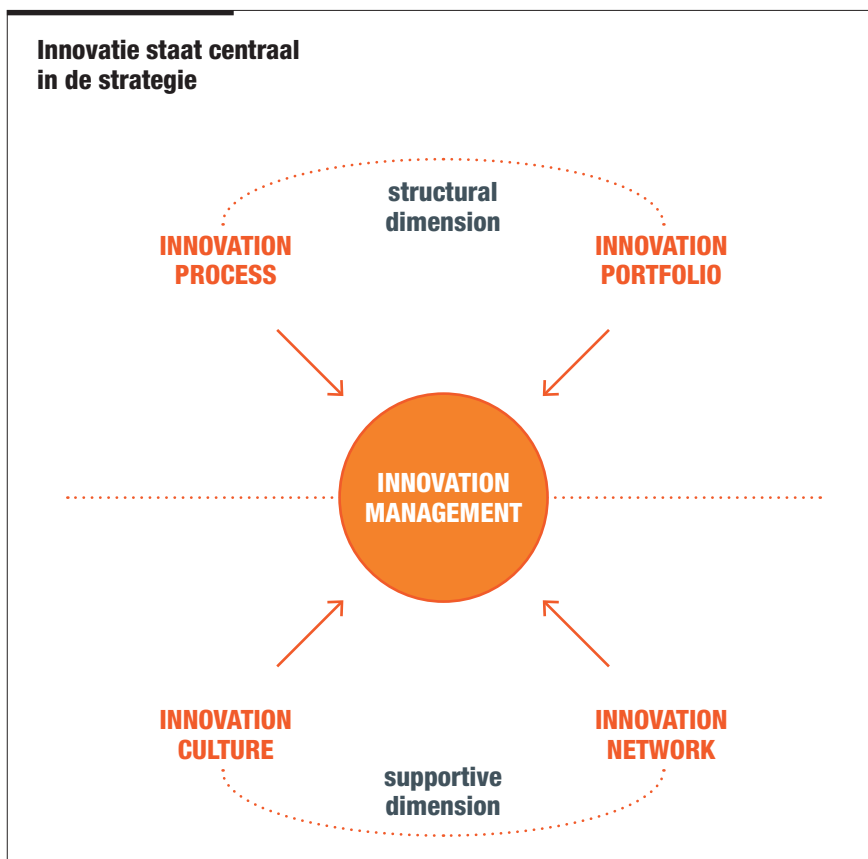 Innovatie staat centraal
in de strategie
structural
dimension
INNOVATION
PROCESS
INNOVATION
PORTFOLIO
INNOVATION
MANAGEMENT
INNOVATION
CULTURE
INNOVATION
NETWORK
supportive
dimension